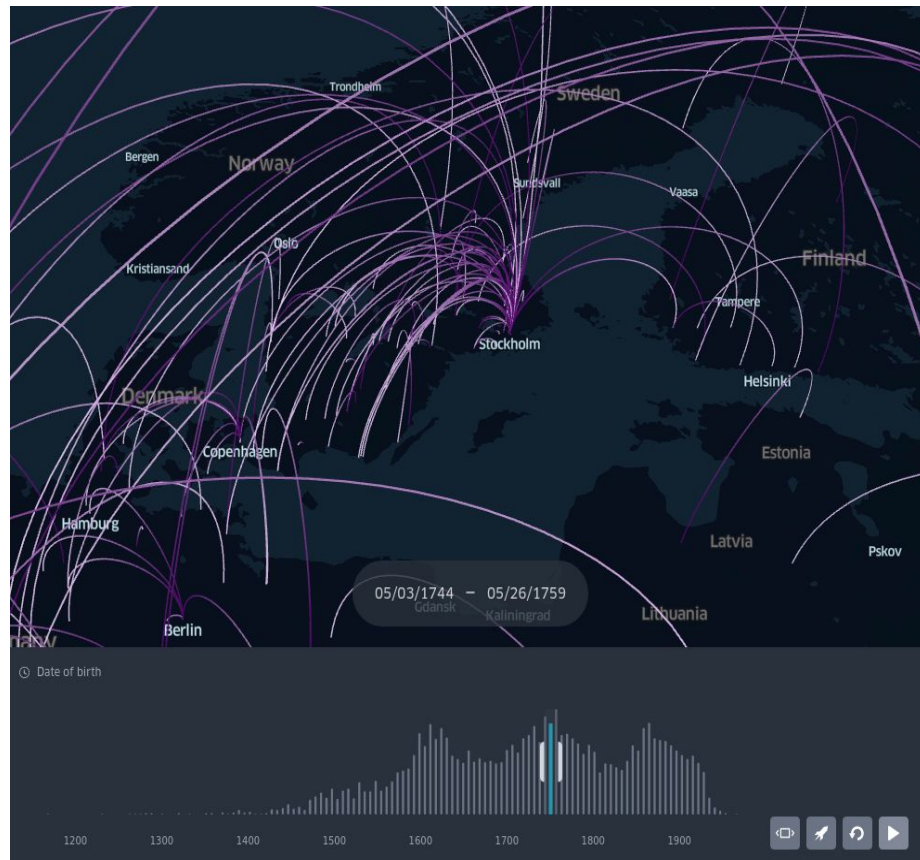 Trondheim
Sweden
Bergen
Norway
Sundsvall
Vaasa
Oslo
Finland
Kristiansand
Tampere
Stockholm
Helsinki
Denmark
Copenhagen
Estonia
Hamburg
Latvia
Pskov
05/03/1744 – 05/26/1759
Gdansk
Kaliningrad
Lithuania
Berlin
many
Date of birth
1200 1300 1400 1500 1600 1700 1800 1900